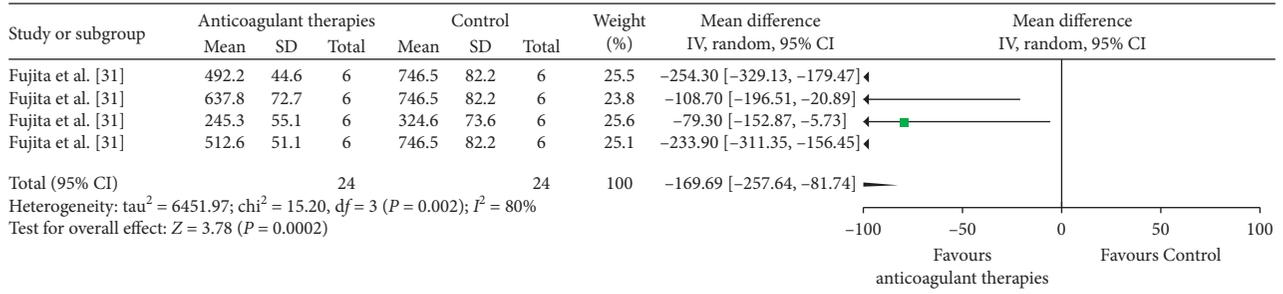 Study or subgroup Anticoagulant therapies Control Weight (%) Mean difference IV, random, 95% CI Mean difference IV, random, 95% CI
Mean SD Total Mean SD Total
Fujita et al. [31] 492.2 44.6 6 746.5 82.2 6 25.5 −254.30 [−329.13, −179.47]
Fujita et al. [31] 637.8 72.7 6 746.5 82.2 6 23.8 −108.70 [−196.51, −20.89]
Fujita et al. [31] 245.3 55.1 6 324.6 73.6 6 25.6 −79.30 [−152.87, −5.73]
Fujita et al. [31] 512.6 51.1 6 746.5 82.2 6 25.1 −233.90 [−311.35, −156.45]
Total (95% CI) 24 24 100 −169.69 [−257.64, −81.74]
Heterogeneity: tau² = 6451.97; chi² = 15.20, df = 3 (P = 0.002); I² = 80%
Test for overall effect: Z = 3.78 (P = 0.0002)
−100 −50 0 50 100
Favours anticoagulant therapies Favours Control